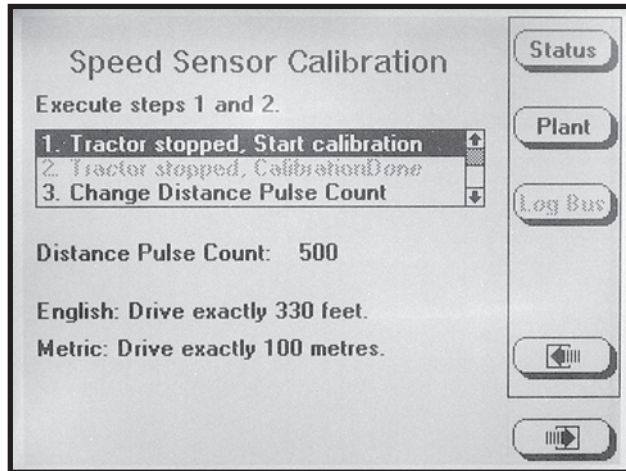 Speed Sensor Calibration
Execute steps 1 and 2.
1. Tractor stopped, Start calibration
2. Tractor stopped, CalibrationDone
3. Change Distance Pulse Count
Distance Pulse Count: 500
English: Drive exactly 330 feet.
Metric: Drive exactly 100 metres.
Status
Plant
Log Bus